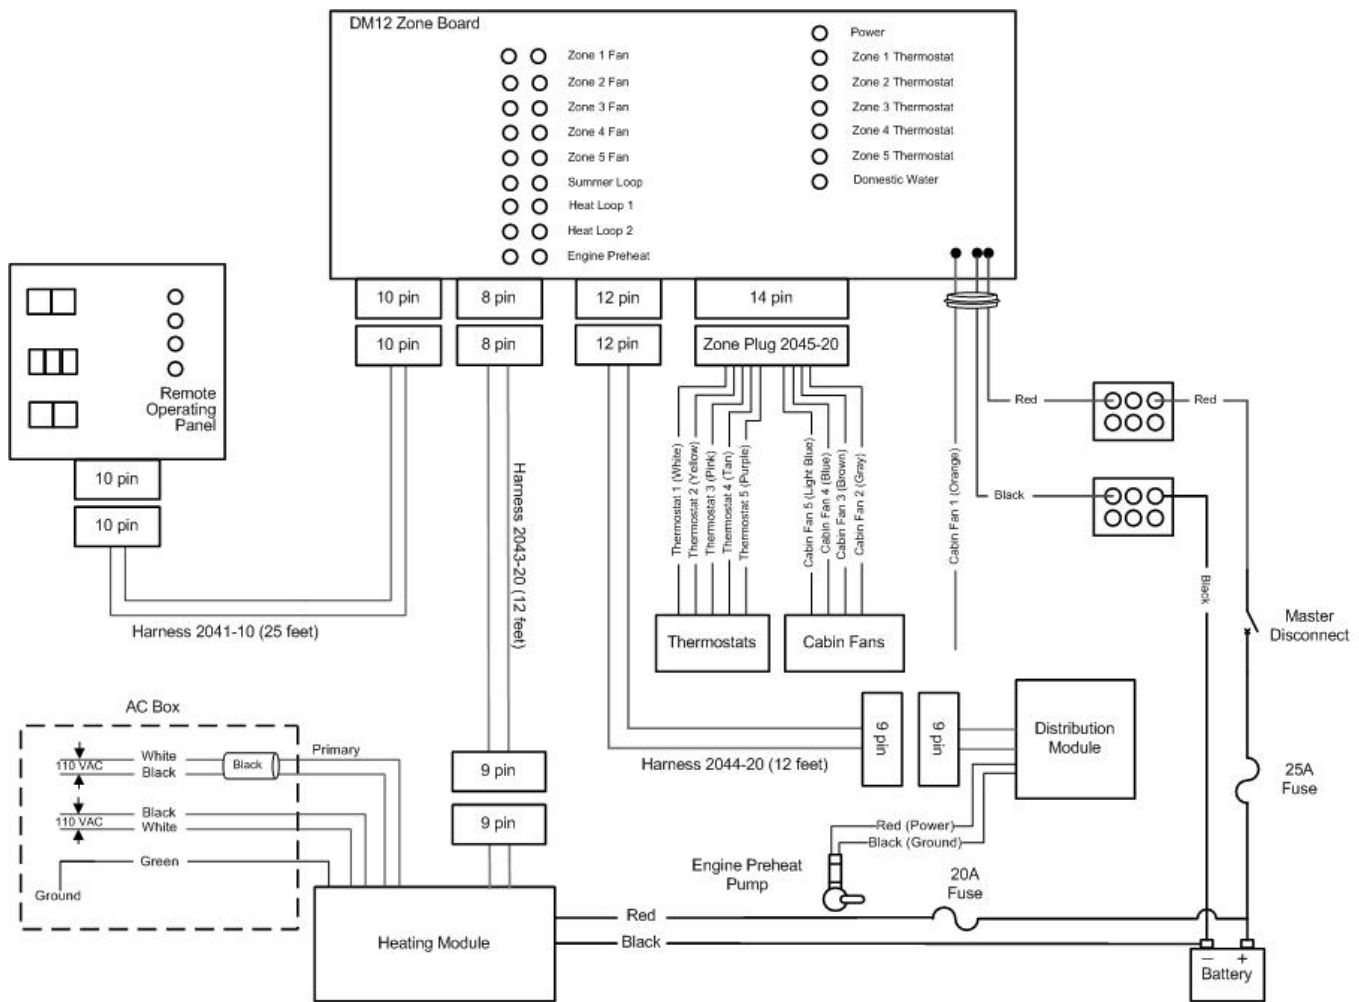 DM12 Zone Board
Zone 1 Fan
Zone 2 Fan
Zone 3 Fan
Zone 4 Fan
Zone 5 Fan
Summer Loop
Heat Loop 1
Heat Loop 2
Engine Preheat
Power
Zone 1 Thermostat
Zone 2 Thermostat
Zone 3 Thermostat
Zone 4 Thermostat
Zone 5 Thermostat
Domestic Water
10 pin
8 pin
12 pin
14 pin
10 pin
8 pin
12 pin
Zone Plug 2045-20
Remote
Operating
Panel
10 pin
10 pin
Harness 2041-10 (25 feet)
Harness 2043-20 (12 feet)
Thermostat 1 (White)
Thermostat 2 (Yellow)
Thermostat 3 (Pink)
Thermostat 4 (Tan)
Thermostat 5 (Purple)
Cabin Fan 5 (Light Blue)
Cabin Fan 4 (Blue)
Cabin Fan 3 (Brown)
Cabin Fan 2 (Gray)
Cabin Fan 1 (Orange)
Red
Red
Black
Black
Thermostats
Cabin Fans
Master
Disconnect
9 pin
9 pin
Distribution
Module
Harness 2044-20 (12 feet)
25A
Fuse
AC Box
110 VAC
White
Black
Black
Primary
110 VAC
Black
White
Green
Ground
9 pin
9 pin
Red (Power)
Black (Ground)
Engine Preheat
Pump
20A
Fuse
Heating Module
Red
Black
– +
Battery